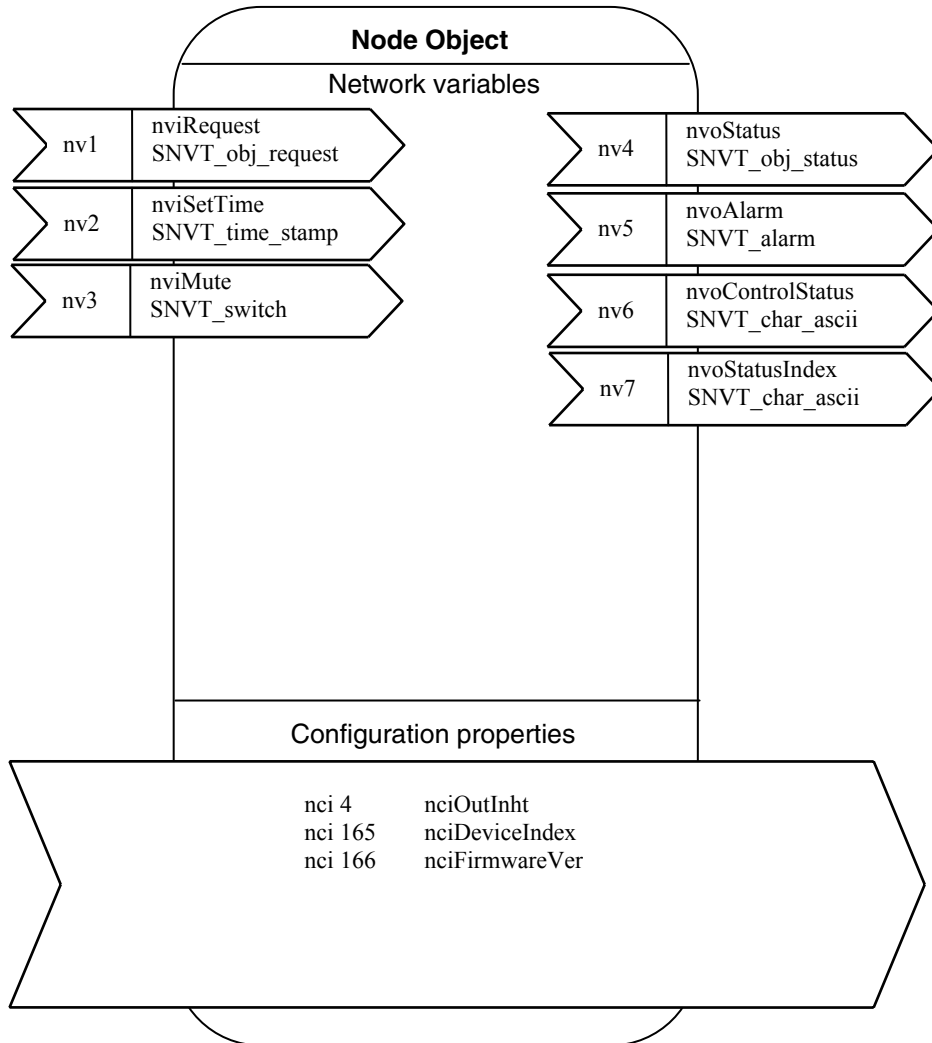 Node Object
Network variables
nv1
nviRequest
SNVT_obj_request
nv2
nviSetTime
SNVT_time_stamp
nv3
nviMute
SNVT_switch
nv4
nvoStatus
SNVT_obj_status
nv5
nvoAlarm
SNVT_alarm
nv6
nvoControlStatus
SNVT_char_ascii
nv7
nvoStatusIndex
SNVT_char_ascii
Configuration properties
nci 4 nciOutInht
nci 165 nciDeviceIndex
nci 166 nciFirmwareVer